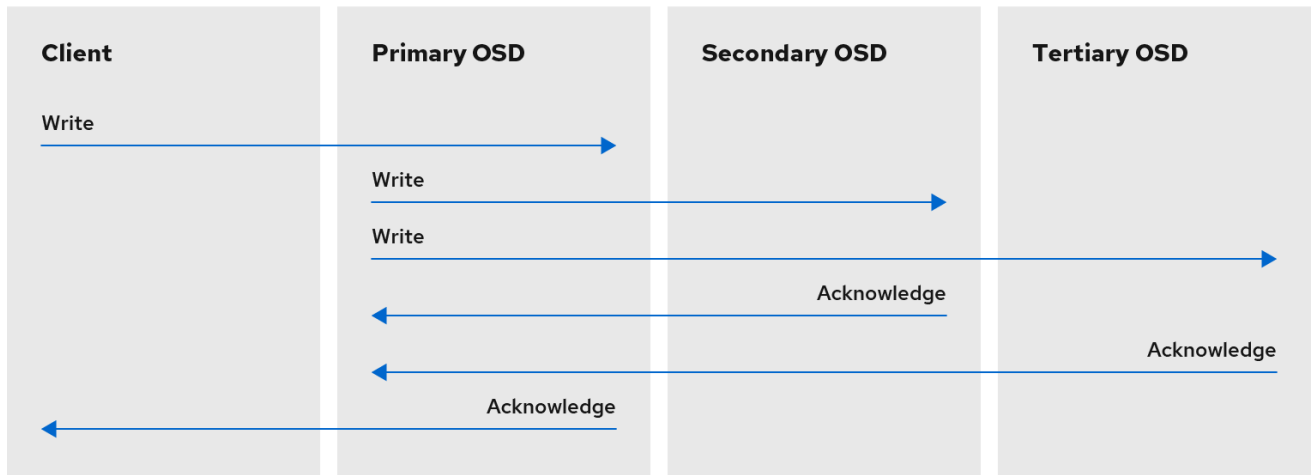 Client Primary OSD Secondary OSD Tertiary OSD
Write
Write
Write
Acknowledge
Acknowledge
Acknowledge